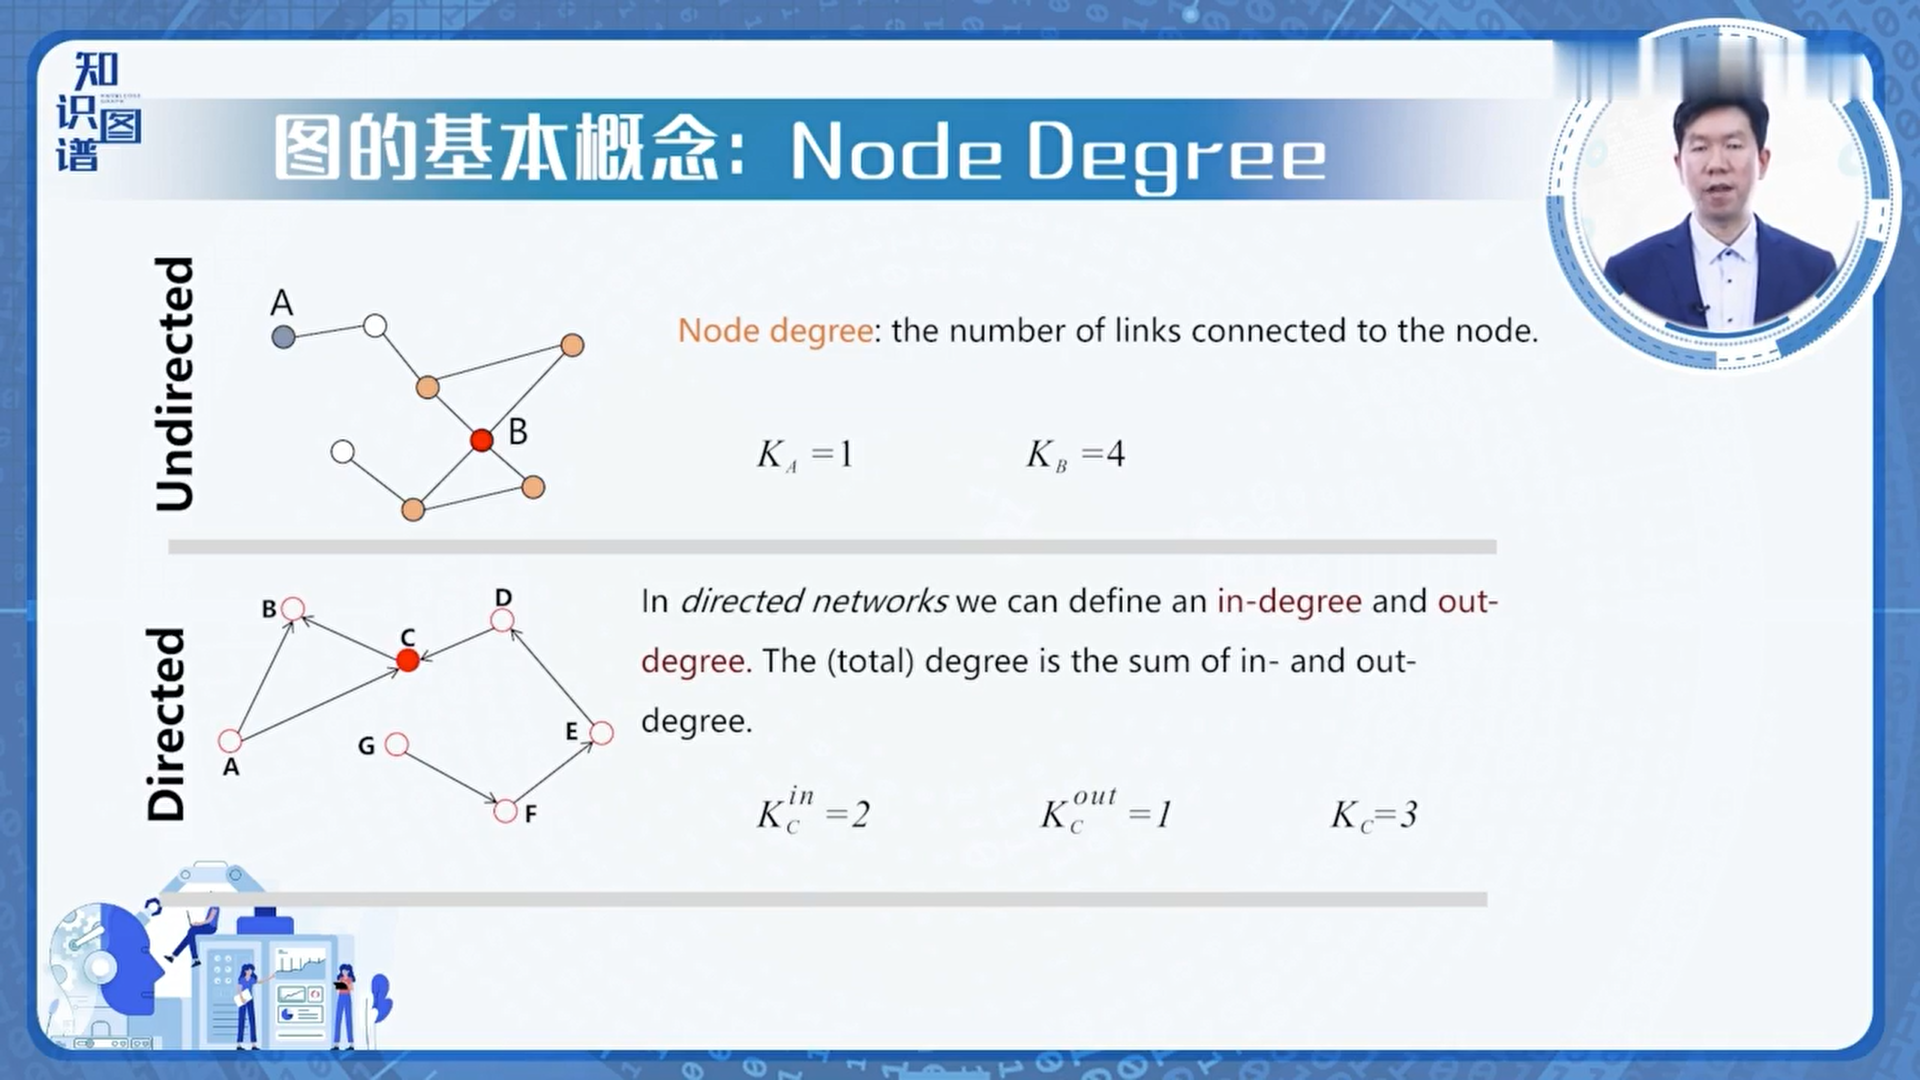 知识图谱
图的基本概念：Node Degree
Undirected
A
B
Node degree: the number of links connected to the node.
K_A =1
K_B =4
Directed
B
D
C
A
G
E
F
In directed networks we can define an in-degree and out-
degree. The (total) degree is the sum of in- and out-
degree.
K_C^in =2
K_C^out =1
K_C=3